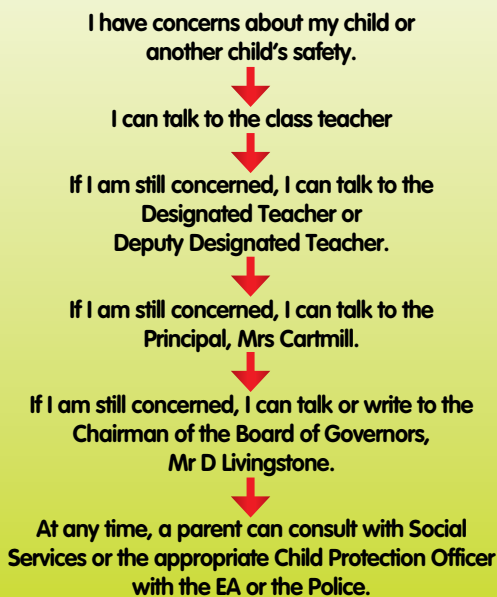 I have concerns about my child or
another child's safety.
I can talk to the class teacher
If I am still concerned, I can talk to the
Designated Teacher or
Deputy Designated Teacher.
If I am still concerned, I can talk to the
Principal, Mrs Cartmill.
If I am still concerned, I can talk or write to the
Chairman of the Board of Governors,
Mr D Livingstone.
At any time, a parent can consult with Social
Services or the appropriate Child Protection Officer
with the EA or the Police.